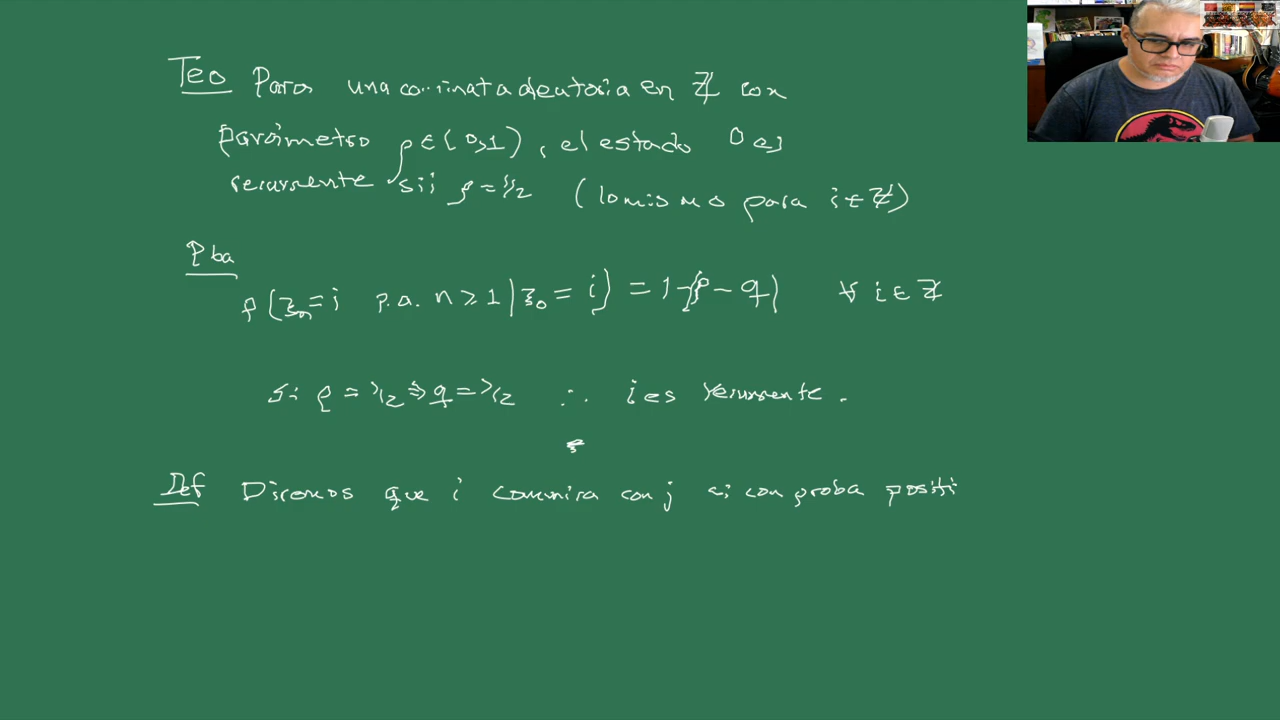 Teo Para una caminata aleatoria en ℤ con
parámetro ρ ∈ (0,1), el estado 0 es
recurrente sii ρ = 1/2 (lo mismo para i ∈ ℤ)
Pba
P(ξₙ = i p.a. n ≥ 1 | ξ₀ = i) = 1 - |ρ - q| ∀ i ∈ ℤ
Si ρ = 1/2 ⇒ q = 1/2 ∴ i es recurrente.
Def Diremos que i comunica con j si con proba positi